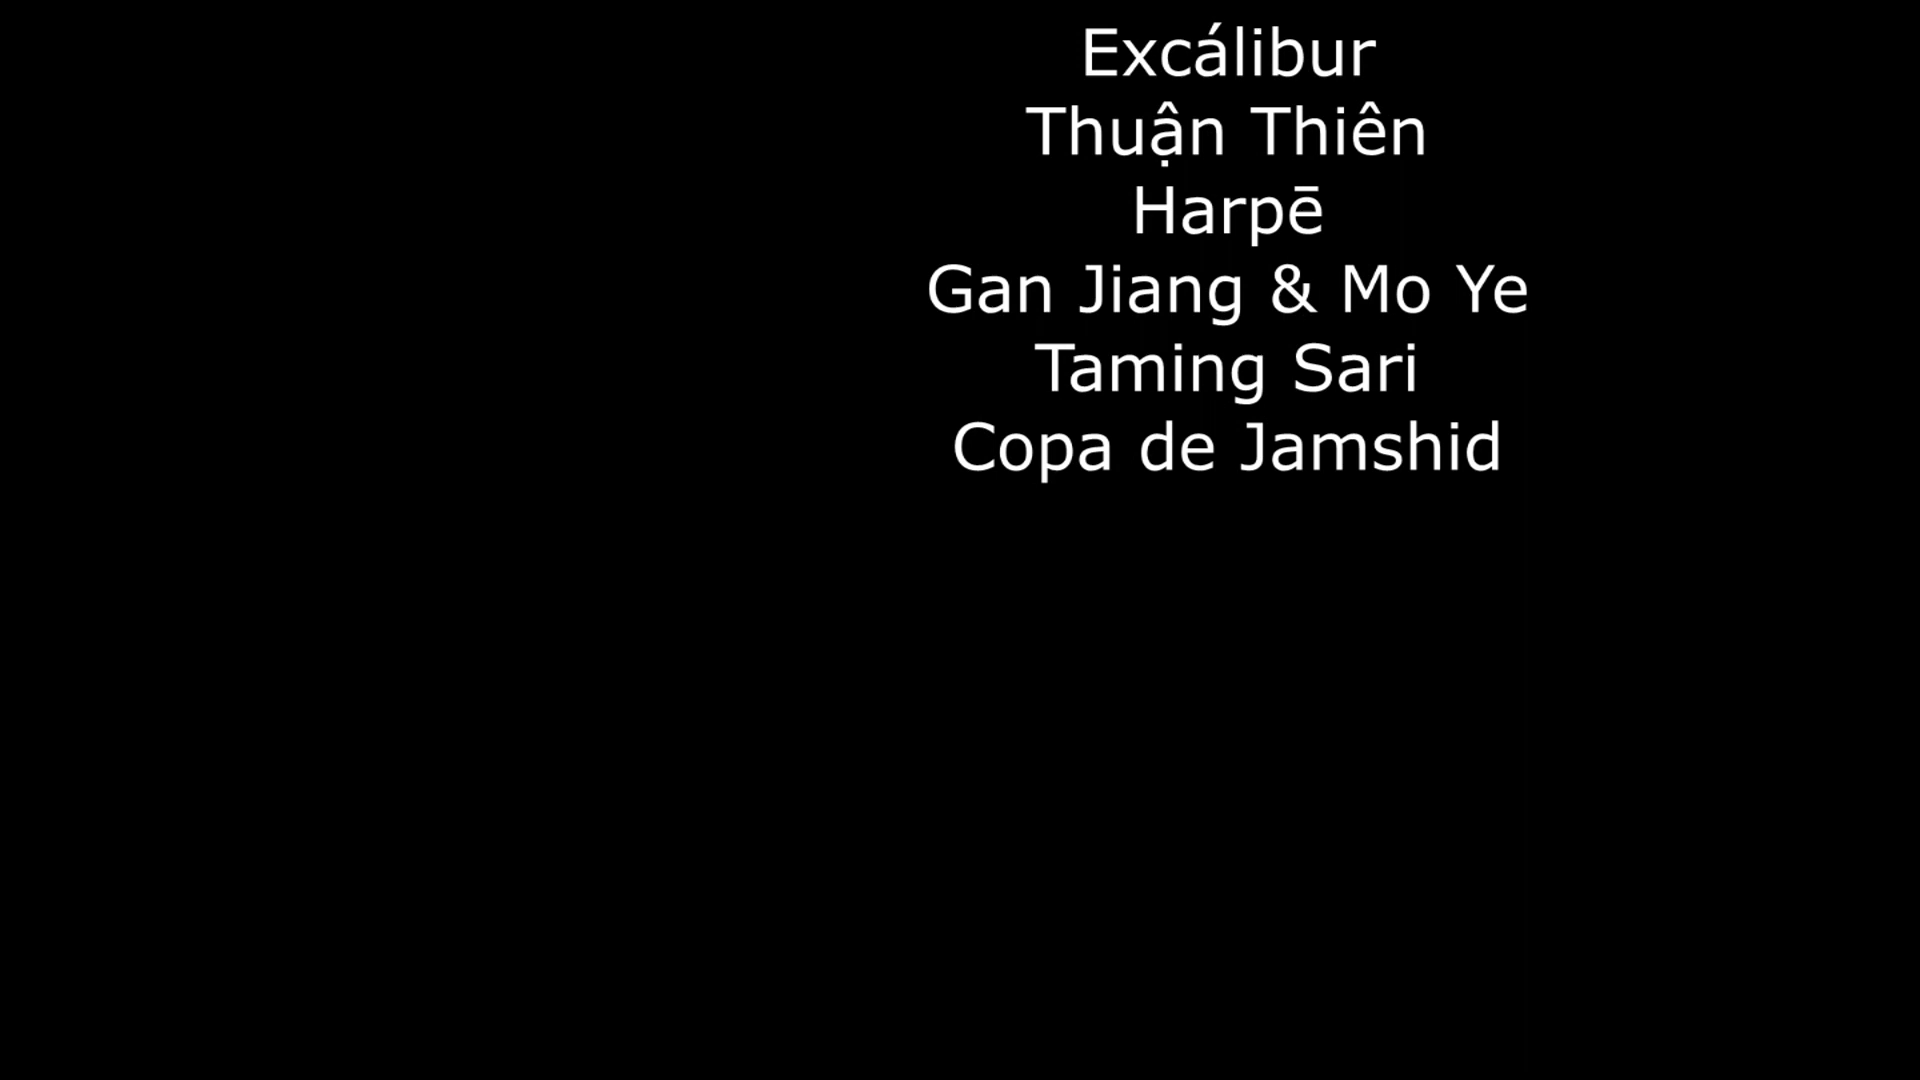 Excálibur
Thuận Thiên
Harpē
Gan Jiang & Mo Ye
Taming Sari
Copa de Jamshid